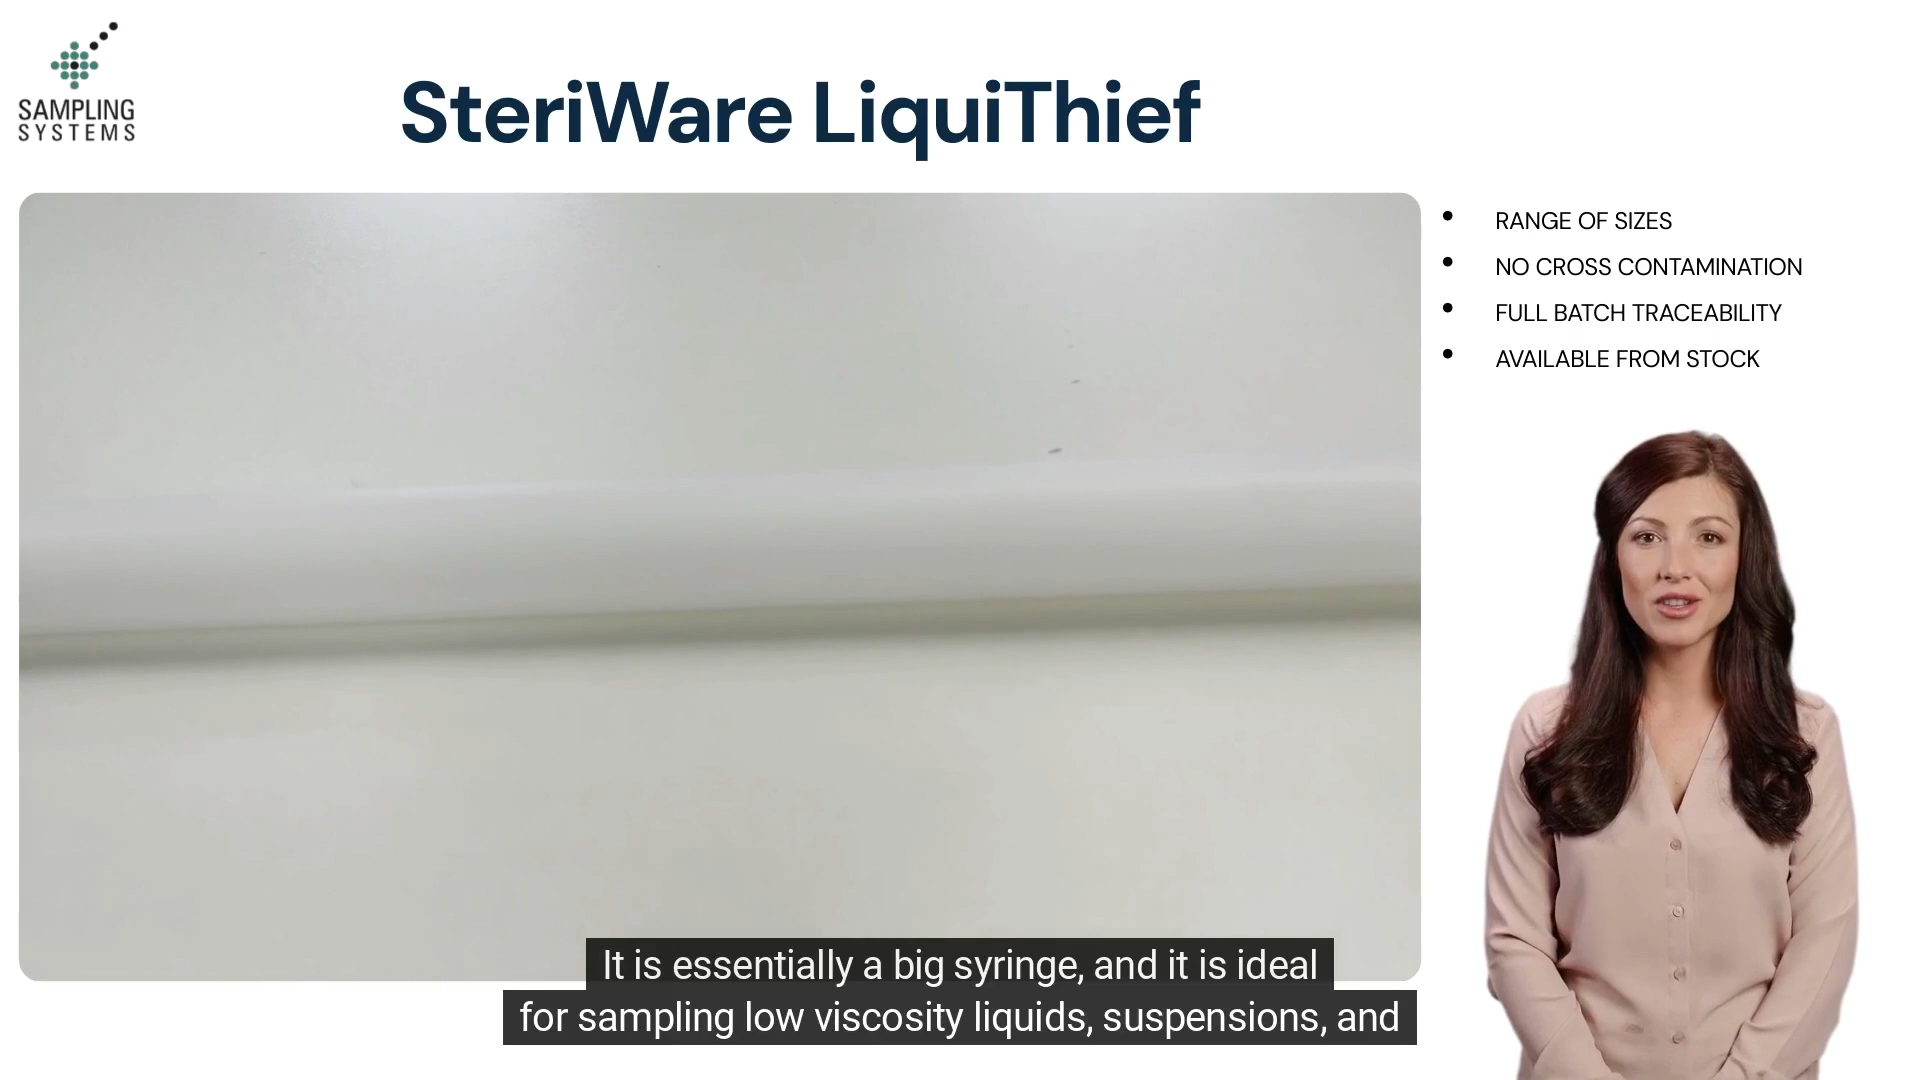 SAMPLING
SYSTEMS
SteriWare LiquiThief
RANGE OF SIZES
NO CROSS CONTAMINATION
FULL BATCH TRACEABILITY
AVAILABLE FROM STOCK
It is essentially a big syringe, and it is ideal
for sampling low viscosity liquids, suspensions, and